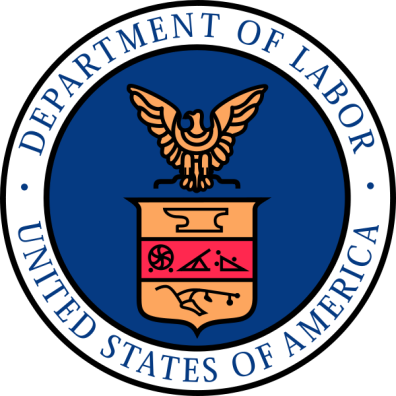 DEPARTMENT OF LABOR
UNITED STATES OF AMERICA